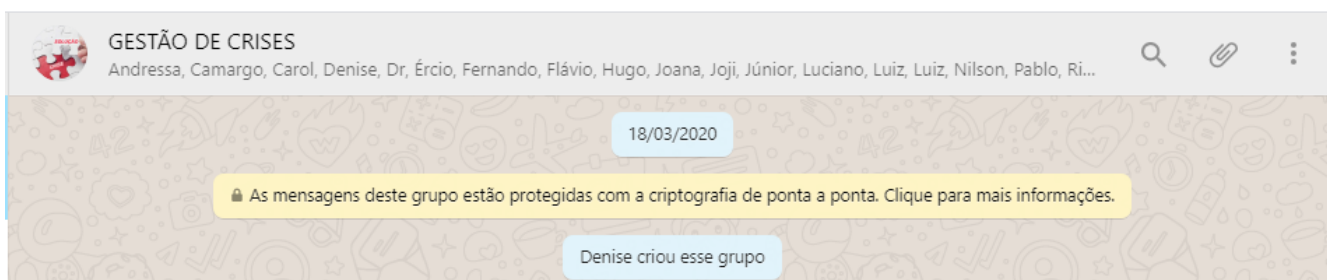 GESTÃO DE CRISES
Andressa, Camargo, Carol, Denise, Dr, Ércio, Fernando, Flávio, Hugo, Joana, Joji, Júnior, Luciano, Luiz, Luiz, Nilson, Pablo, Ri...
18/03/2020
As mensagens deste grupo estão protegidas com a criptografia de ponta a ponta. Clique para mais informações.
Denise criou esse grupo